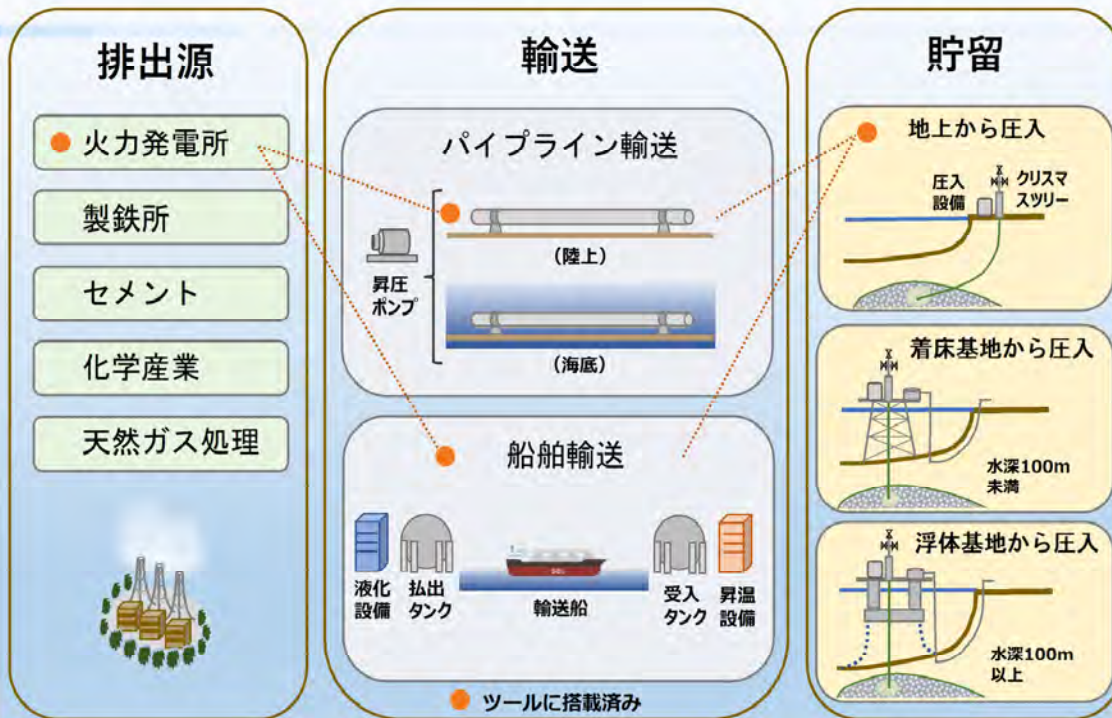 排出源
火力発電所
製鉄所
セメント
化学産業
天然ガス処理
輸送
パイプライン輸送
昇圧
ポンプ
（陸上）
（海底）
船舶輸送
液化
設備
払出
タンク
輸送船
受入
タンク
昇温
設備
ツールに搭載済み
貯留
地上から圧入
圧入
設備
クリスマ
スツリー
着床基地から圧入
水深100m
未満
浮体基地から圧入
水深100m
以上